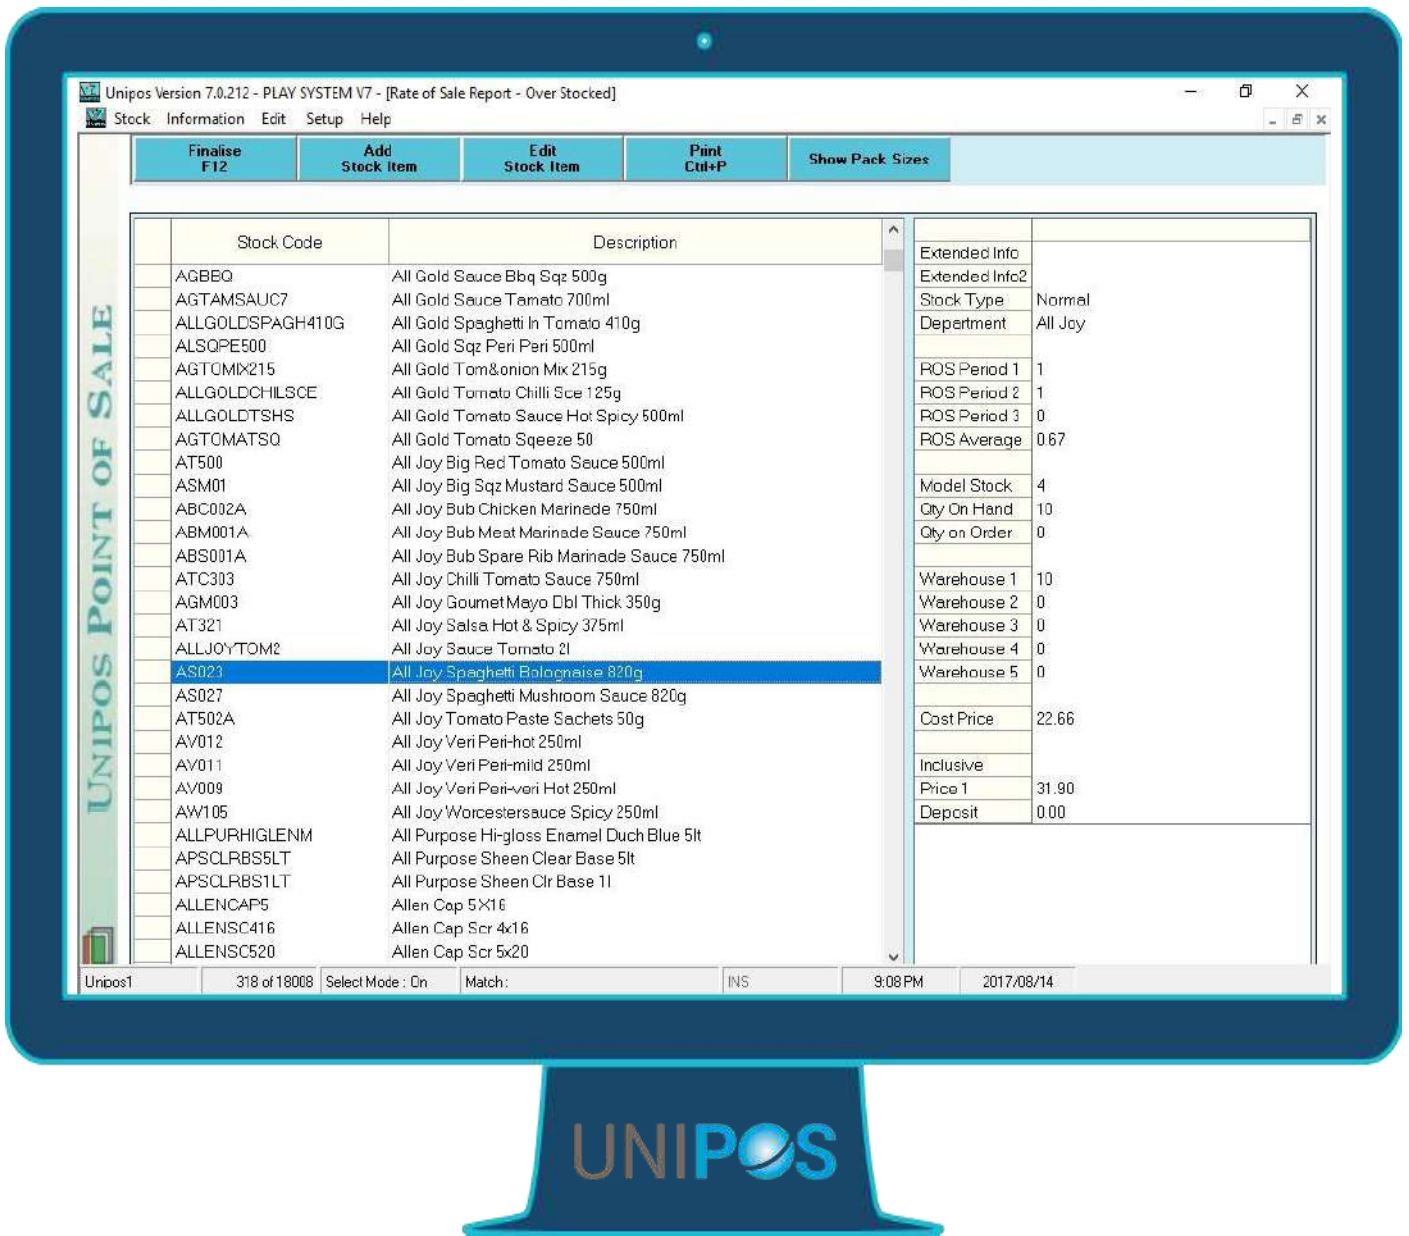 Unipos Version 7.0.212 - PLAY SYSTEM V7 - [Rate of Sale Report - Over Stocked]
Stock Information Edit Setup Help
Finalise F12
Add Stock Item
Edit Stock Item
Print Ctrl+P
Show Pack Sizes
UNIPOS POINT OF SALE
Stock Code Description
AGBBQ All Gold Sauce Bbq Sqz 500g
AGTAMSAUC7 All Gold Sauce Tamato 700ml
ALLGOLDSPAGH410G All Gold Spaghetti In Tomato 410g
ALSQPE500 All Gold Sqz Peri Peri 500ml
AGTOMIX215 All Gold Tom&onion Mix 215g
ALLGOLDCHILSCE All Gold Tomato Chilli Sce 125g
ALLGOLDTSHS All Gold Tomato Sauce Hot Spicy 500ml
AGTOMATSQ All Gold Tomato Sqeeze 50
AT500 All Joy Big Red Tomato Sauce 500ml
ASM01 All Joy Big Sqz Mustard Sauce 500ml
ABC002A All Joy Bub Chicken Marinade 750ml
ABM001A All Joy Bub Meat Marinade Sauce 750ml
ABS001A All Joy Bub Spare Rib Marinade Sauce 750ml
ATC303 All Joy Chilli Tomato Sauce 750ml
AGM003 All Joy Goumet Mayo Dbl Thick 350g
AT321 All Joy Salsa Hot & Spicy 375ml
ALLJOYTOM2 All Joy Sauce Tomato 2l
AS023 All Joy Spaghetti Bolognaise 820g
AS027 All Joy Spaghetti Mushroom Sauce 820g
AT502A All Joy Tomato Paste Sachets 50g
AV012 All Joy Veri Peri-hot 250ml
AV011 All Joy Veri Peri-mild 250ml
AV009 All Joy Veri Peri-veri Hot 250ml
AW105 All Joy Worcestersauce Spicy 250ml
ALLPURHIGLENM All Purpose Hi-gloss Enamel Duch Blue 5lt
APSCLRBS5LT All Purpose Sheen Clear Base 5lt
APSCLRBS1LT All Purpose Sheen Clr Base 1l
ALLENCAP5 Allen Cap 5X16
ALLENSC416 Allen Cap Scr 4x16
ALLENSC520 Allen Cap Scr 5x20
Extended Info
Extended Info2
Stock Type Normal
Department All Joy
ROS Period 1 1
ROS Period 2 1
ROS Period 3 0
ROS Average 0.67
Model Stock 4
Qty On Hand 10
Qty on Order 0
Warehouse 1 10
Warehouse 2 0
Warehouse 3 0
Warehouse 4 0
Warehouse 5 0
Cost Price 22.66
Inclusive
Price 1 31.90
Deposit 0.00
Unipos1 318 of 18008 Select Mode : On Match : INS 9:08 PM 2017/08/14
UNIPOS